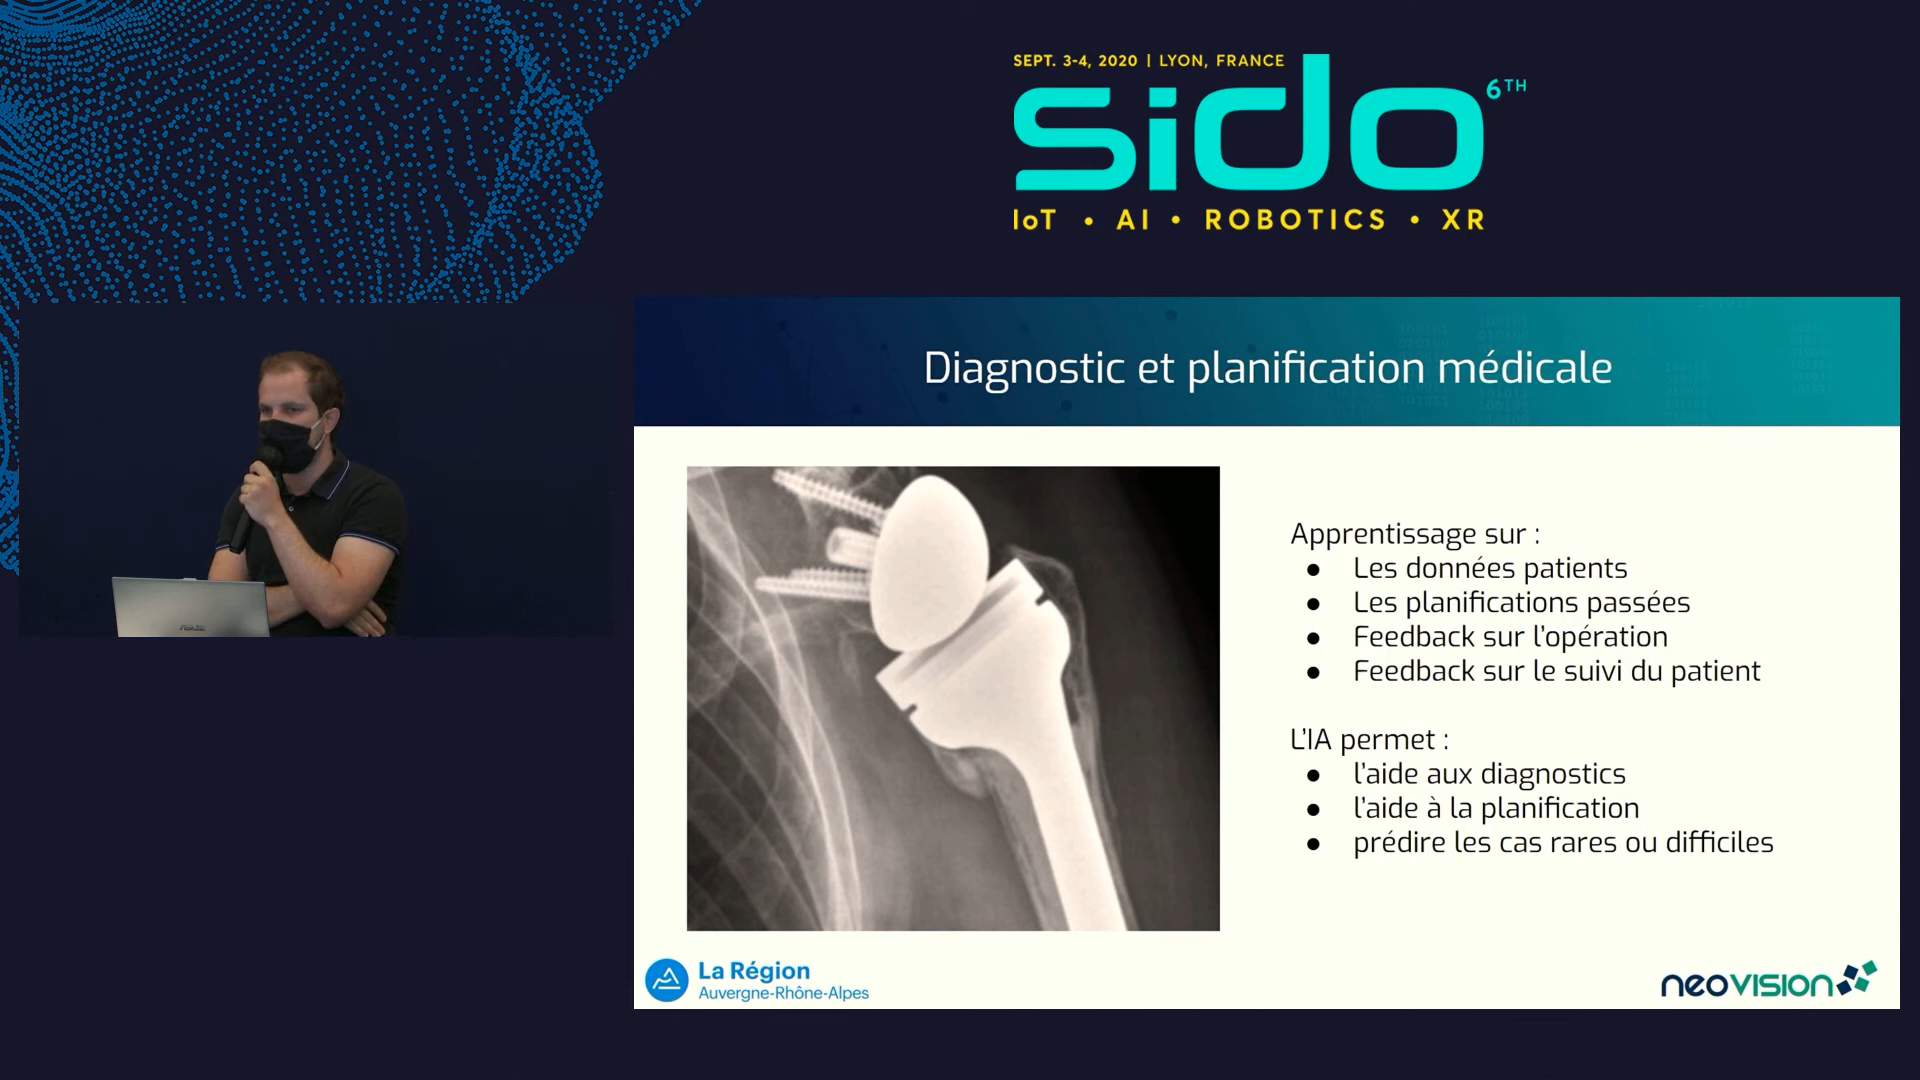 SEPT. 3-4, 2020 | LYON, FRANCE
sido 6TH
IoT • AI • ROBOTICS • XR
Diagnostic et planification médicale
Apprentissage sur :
● Les données patients
● Les planifications passées
● Feedback sur l'opération
● Feedback sur le suivi du patient
L'IA permet :
● l'aide aux diagnostics
● l'aide à la planification
● prédire les cas rares ou difficiles
ASUS
La Région
Auvergne-Rhône-Alpes
neovision